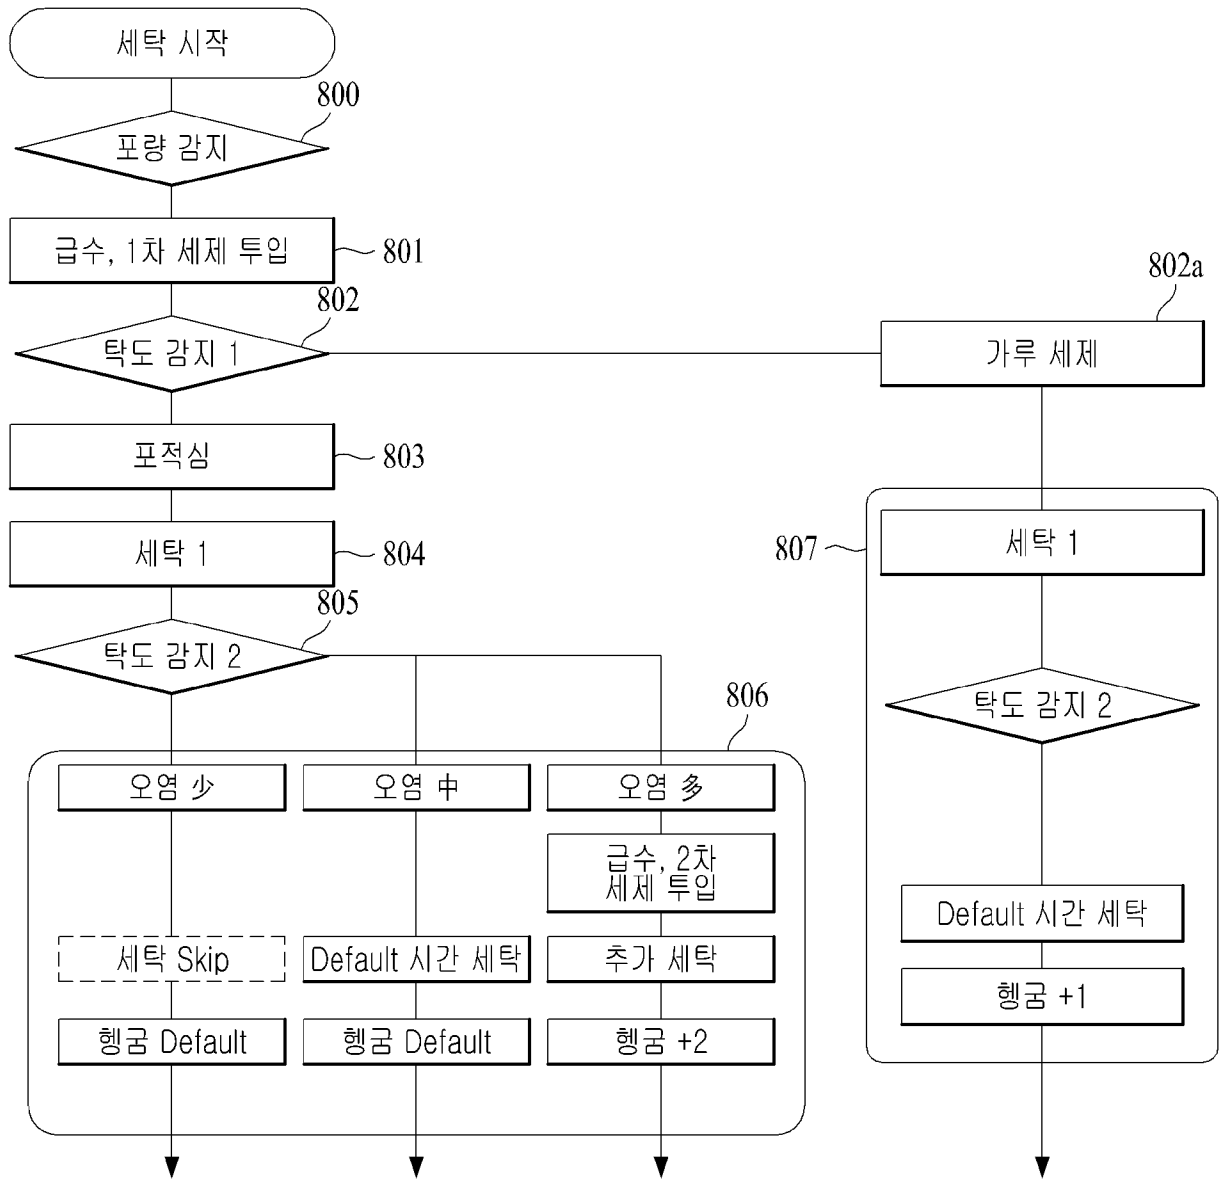 세탁 시작
800
포량 감지
급수, 1차 세제 투입
801
802
탁도 감지 1
802a
가루 세제
포적심
803
세탁 1
804
805
탁도 감지 2
806
오염 少
오염 中
오염 多
급수, 2차
세제 투입
세탁 Skip
Default 시간 세탁
추가 세탁
헹굼 Default
헹굼 Default
헹굼 +2
807
세탁 1
탁도 감지 2
Default 시간 세탁
헹굼 +1